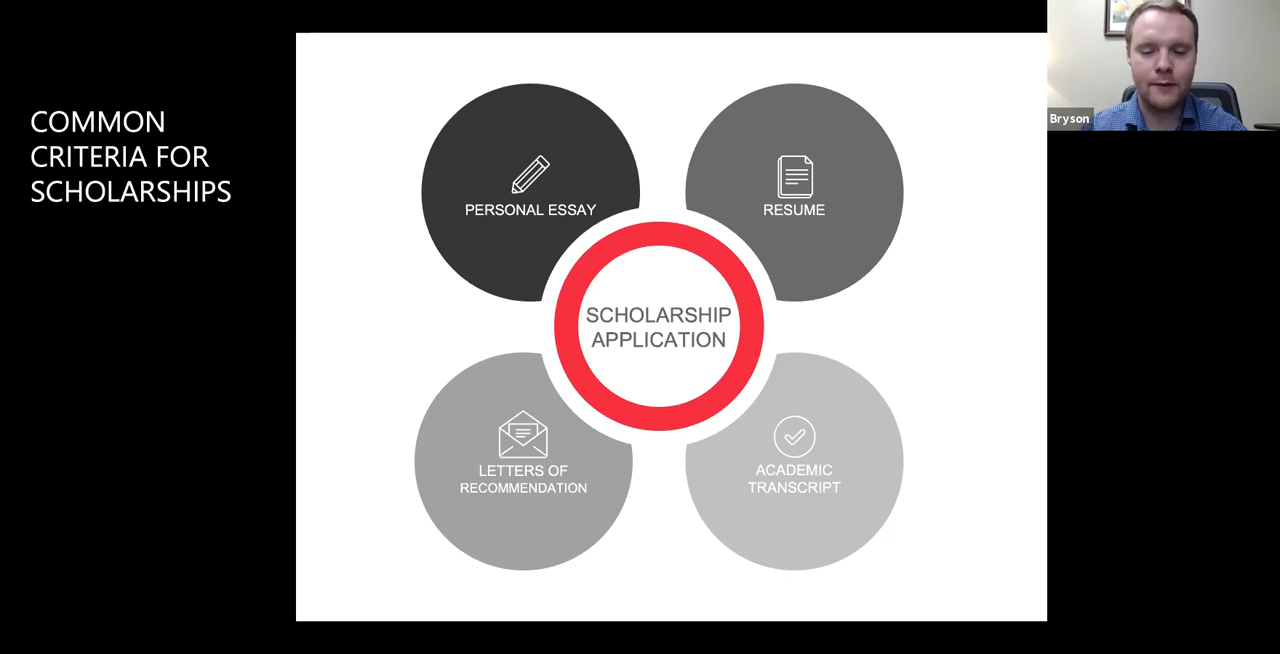 COMMON
CRITERIA FOR
SCHOLARSHIPS
PERSONAL ESSAY
RESUME
SCHOLARSHIP
APPLICATION
LETTERS OF
RECOMMENDATION
ACADEMIC
TRANSCRIPT
Bryson